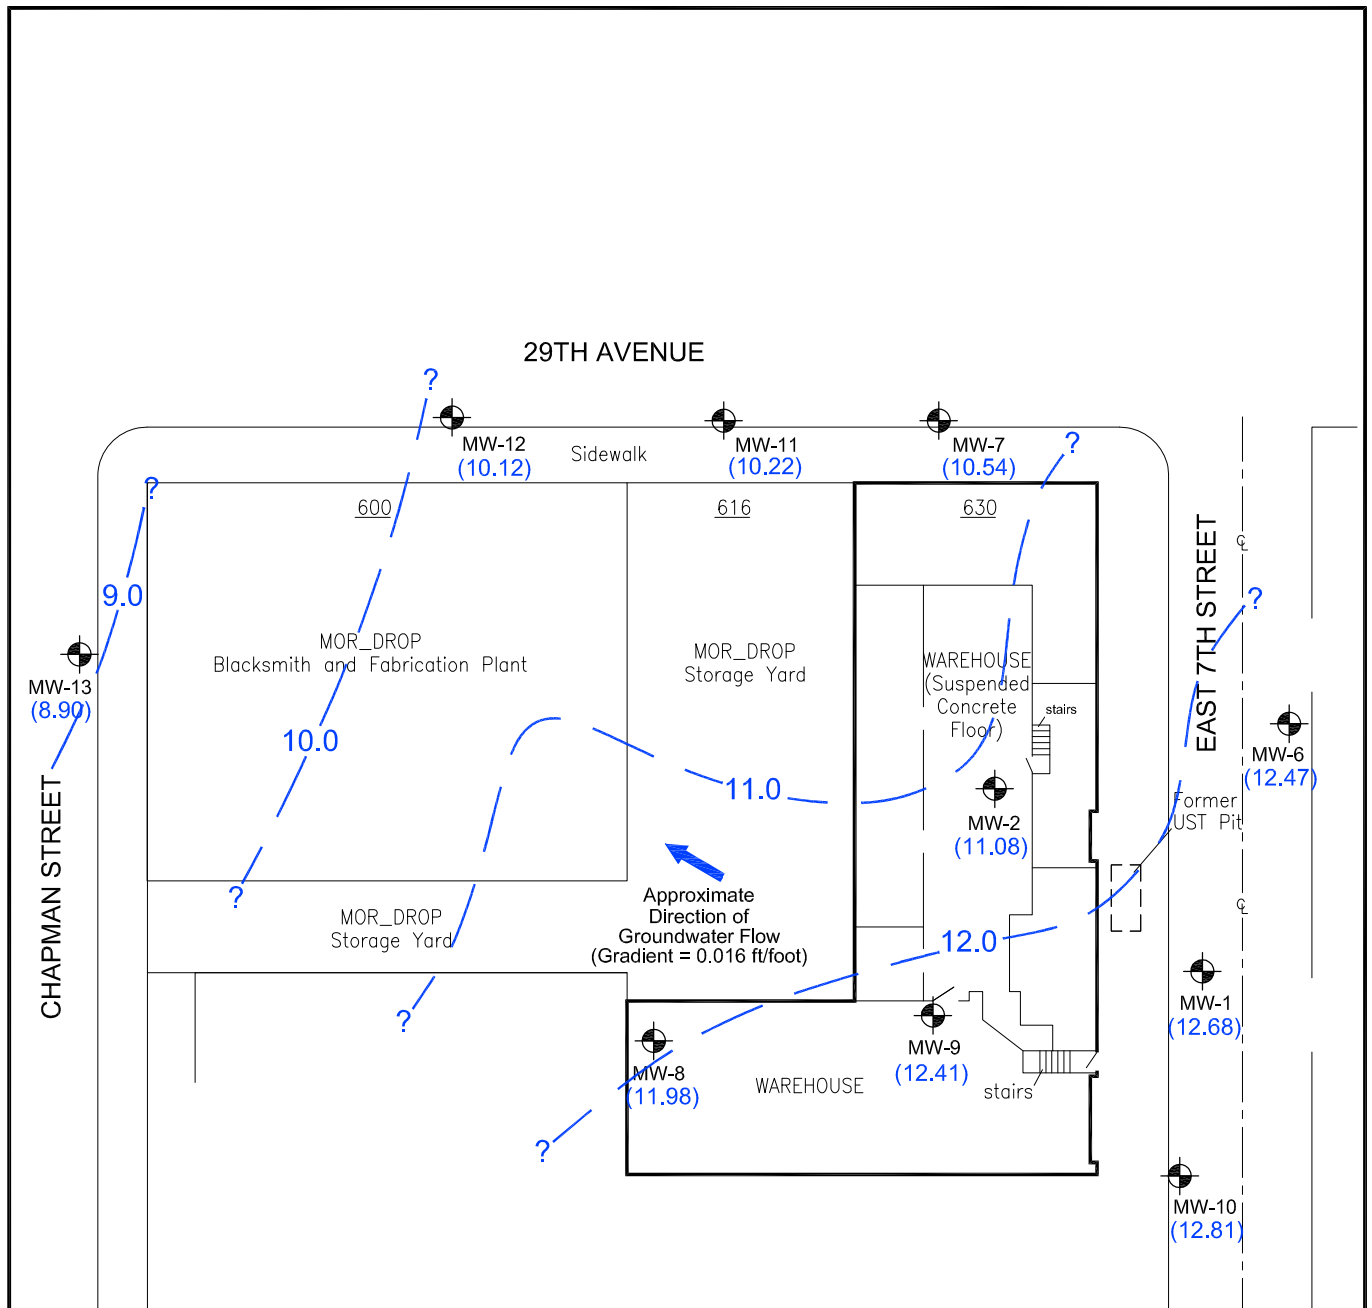 29TH AVENUE
?
MW-12
(10.12)
Sidewalk
MW-11
(10.22)
MW-7
(10.54)
?
?
600
616
630
℄
9.0
EAST 7TH STREET
?
MOR_DROP
Blacksmith and Fabrication Plant
MOR_DROP
Storage Yard
WAREHOUSE
(Suspended
Concrete
Floor)
stairs
MW-13
(8.90)
10.0
MW-6
(12.47)
11.0
MW-2
(11.08)
Former
UST Pit
CHAPMAN STREET
?
Approximate
Direction of
Groundwater Flow
(Gradient = 0.016 ft/foot)
MOR_DROP
Storage Yard
12.0
℄
?
MW-1
(12.68)
MW-9
(12.41)
MW-8
(11.98)
WAREHOUSE
stairs
?
MW-10
(12.81)